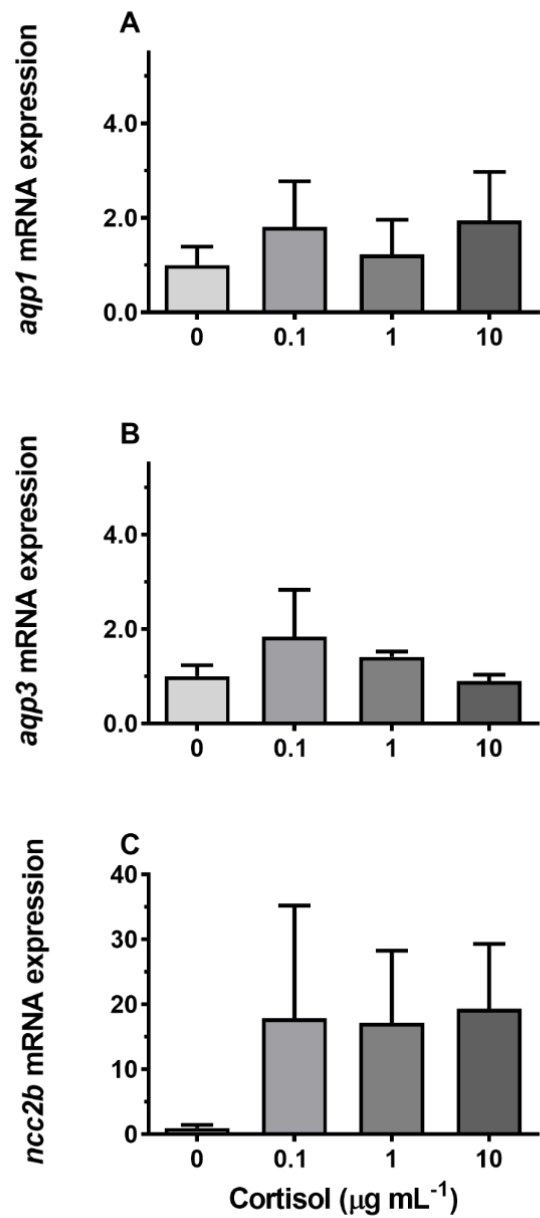 A
aqp1 mRNA expression
4.0
2.0
0.0
0 0.1 1 10
B
aqp3 mRNA expression
4.0
2.0
0.0
0 0.1 1 10
C
ncc2b mRNA expression
40
30
20
10
0
0 0.1 1 10
Cortisol (μg mL⁻¹)